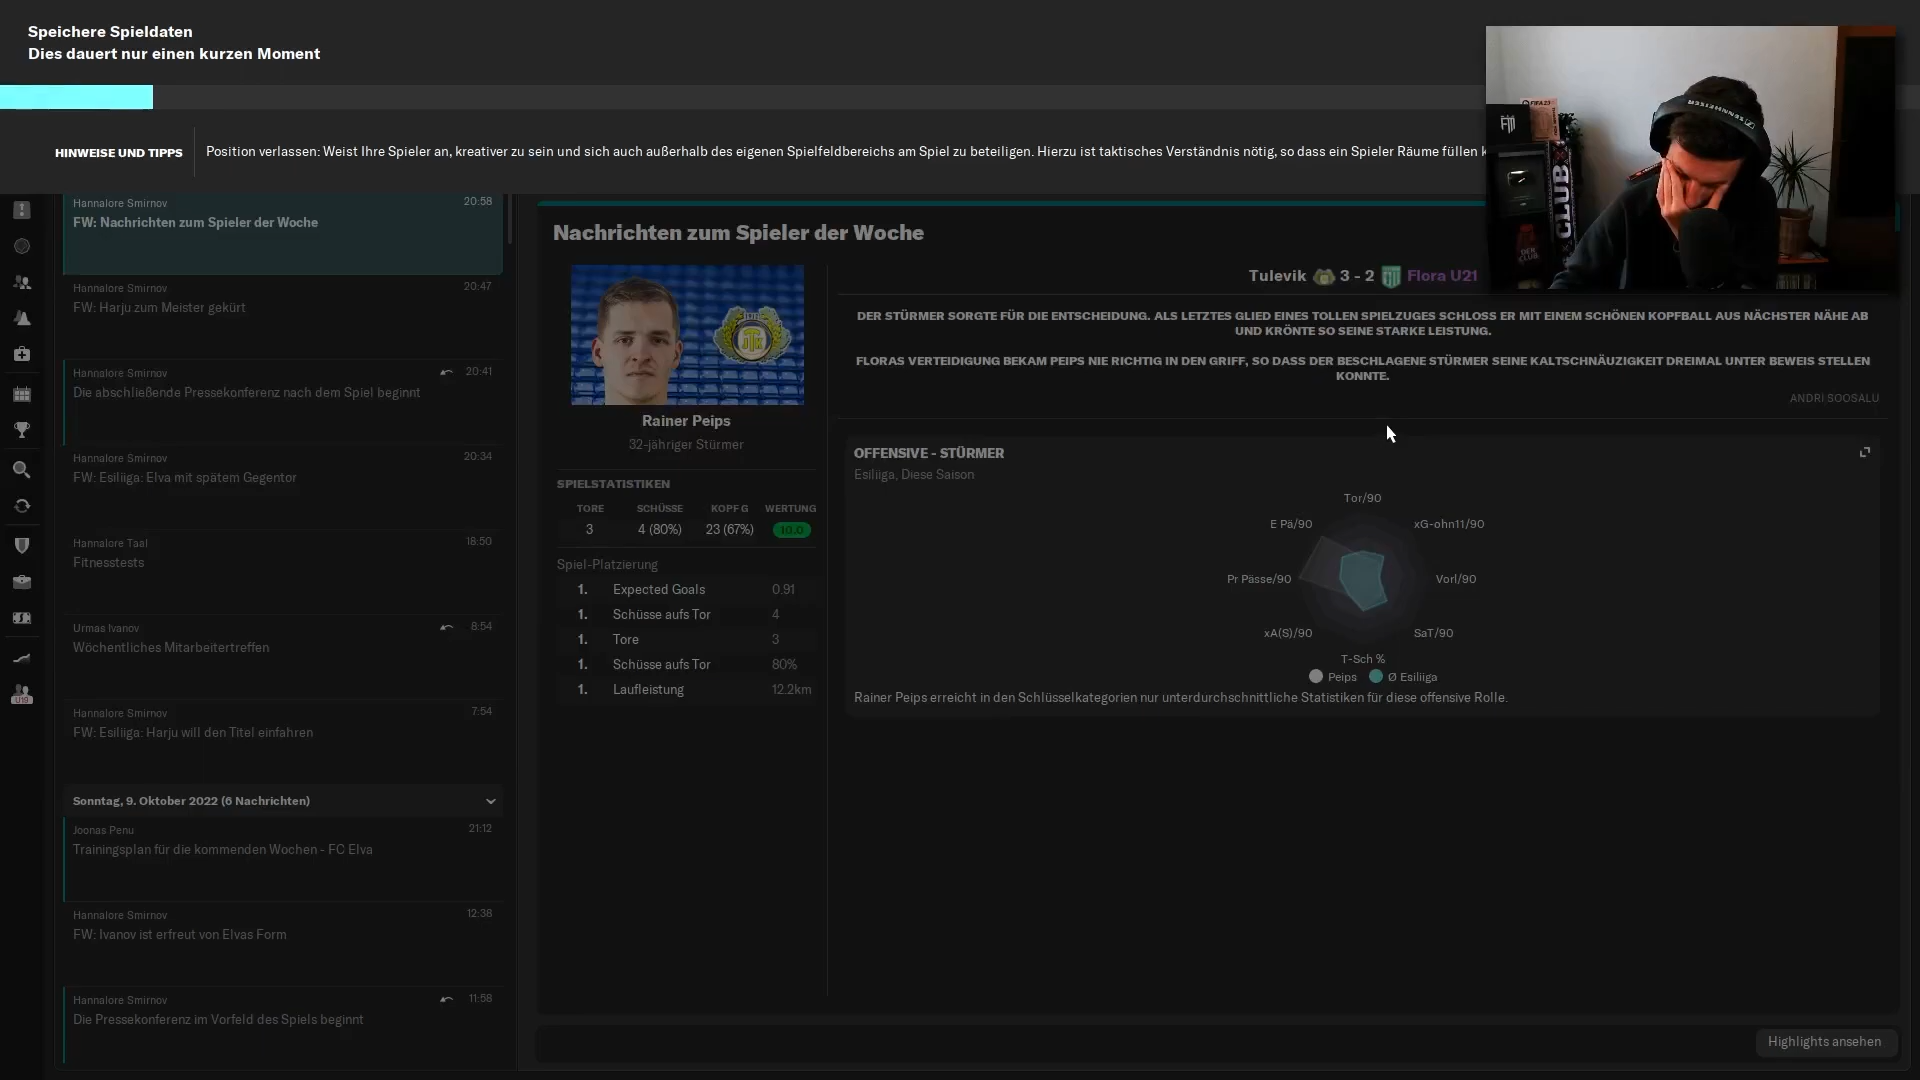 Speichere Spieldaten
Dies dauert nur einen kurzen Moment
HINWEISE UND TIPPS
Position verlassen: Weist Ihre Spieler an, kreativer zu sein und sich auch außerhalb des eigenen Spielfeldbereichs am Spiel zu beteiligen. Hierzu ist taktisches Verständnis nötig, so dass ein Spieler Räume füllen
FIFA 23
FM
SENNHEISER
CLUB
DER CLUB
Hannalore Smirnov 20:58
FW: Nachrichten zum Spieler der Woche
Hannalore Smirnov 20:47
FW: Harju zum Meister gekürt
Hannalore Smirnov 20:41
Die abschließende Pressekonferenz nach dem Spiel beginnt
Hannalore Smirnov 20:34
FW: Esiliiga: Elva mit spätem Gegentor
Hannalore Taal 18:50
Fitnesstests
Urmas Ivanov 8:54
Wöchentliches Mitarbeitertreffen
Hannalore Smirnov 7:54
FW: Esiliiga: Harju will den Titel einfahren
Sonntag, 9. Oktober 2022 (6 Nachrichten)
Joonas Penu 21:12
Trainingsplan für die kommenden Wochen - FC Elva
Hannalore Smirnov 12:38
FW: Ivanov ist erfreut von Elvas Form
Hannalore Smirnov 11:58
Die Pressekonferenz im Vorfeld des Spiels beginnt
U19
Nachrichten zum Spieler der Woche
JTK
Rainer Peips
32-jähriger Stürmer
SPIELSTATISTIKEN
TORE SCHÜSSE KOPF G WERTUNG
3 4 (80%) 23 (67%) 10.0
Spiel-Platzierung
1. Expected Goals 0.91
1. Schüsse aufs Tor 4
1. Tore 3
1. Schüsse aufs Tor 80%
1. Laufleistung 12.2km
Tulevik 3 - 2 Flora U21
DER STÜRMER SORGTE FÜR DIE ENTSCHEIDUNG. ALS LETZTES GLIED EINES TOLLEN SPIELZUGES SCHLOSS ER MIT EINEM SCHÖNEN KOPFBALL AUS NÄCHSTER NÄHE AB
UND KRÖNTE SO SEINE STARKE LEISTUNG.
FLORAS VERTEIDIGUNG BEKAM PEIPS NIE RICHTIG IN DEN GRIFF, SO DASS DER BESCHLAGENE STÜRMER SEINE KALTSCHNÄUZIGKEIT DREIMAL UNTER BEWEIS STELLEN
KONNTE.
ANDRI SOOSALU
OFFENSIVE - STÜRMER
Esiliiga, Diese Saison
Tor/90
E Pä/90 xG-ohn11/90
Pr Pässe/90 Vorl/90
xA(S)/90 SaT/90
T-Sch %
Peips Ø Esiliiga
Rainer Peips erreicht in den Schlüsselkategorien nur unterdurchschnittliche Statistiken für diese offensive Rolle.
Highlights ansehen